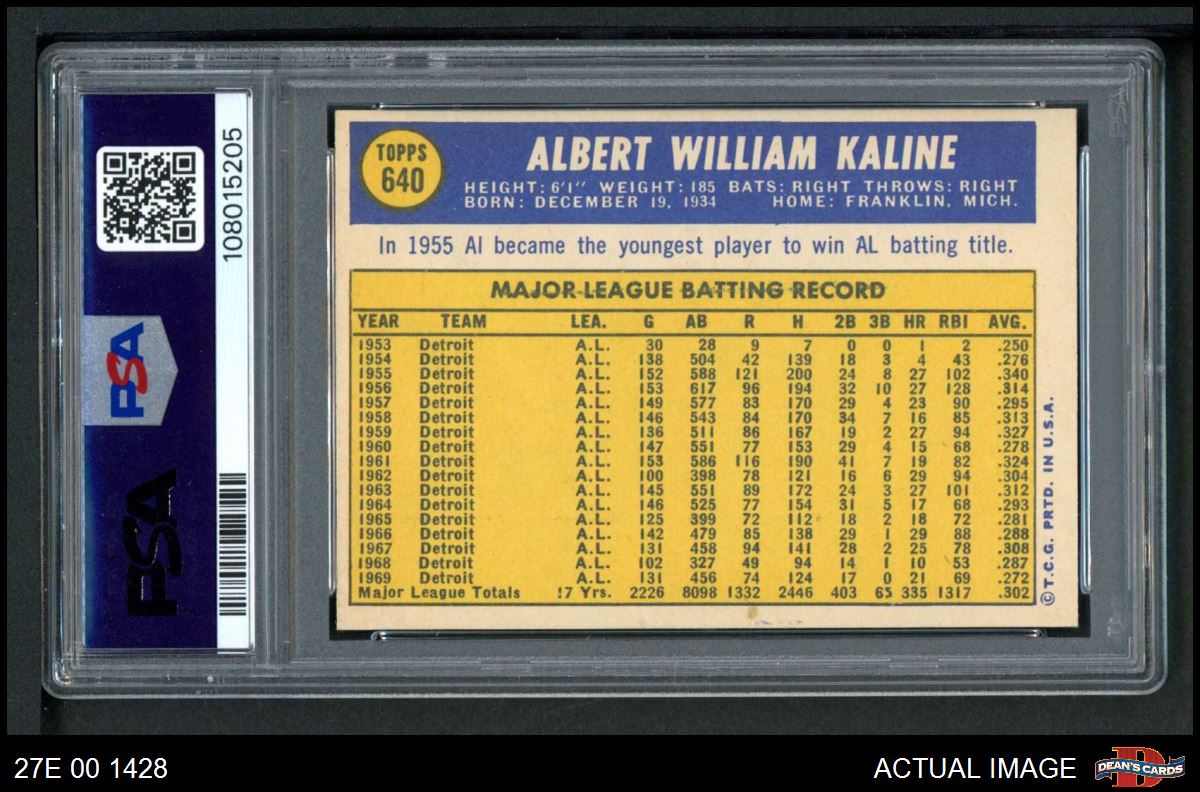 108015205
PSA
PSA
TOPPS
640
ALBERT WILLIAM KALINE
HEIGHT: 6'1" WEIGHT: 185 BATS: RIGHT THROWS: RIGHT
BORN: DECEMBER 19, 1934 HOME: FRANKLIN, MICH.
In 1955 Al became the youngest player to win AL batting title.
MAJOR LEAGUE BATTING RECORD
YEAR TEAM LEA. G AB R H 2B 3B HR RBI AVG.
1953 Detroit A.L. 30 28 9 7 0 0 1 2 .250
1954 Detroit A.L. 138 504 42 139 18 3 4 43 .276
1955 Detroit A.L. 152 588 121 200 24 8 27 102 .340
1956 Detroit A.L. 153 617 96 194 32 10 27 128 .314
1957 Detroit A.L. 149 577 83 170 29 4 23 90 .295
1958 Detroit A.L. 146 543 84 170 34 7 16 85 .313
1959 Detroit A.L. 136 511 86 167 19 2 27 94 .327
1960 Detroit A.L. 147 551 77 153 29 4 15 68 .278
1961 Detroit A.L. 153 586 116 190 41 7 19 82 .324
1962 Detroit A.L. 100 398 78 121 16 6 29 94 .304
1963 Detroit A.L. 145 551 89 172 24 3 27 101 .312
1964 Detroit A.L. 146 525 77 154 31 5 17 68 .293
1965 Detroit A.L. 125 399 72 112 18 2 18 72 .281
1966 Detroit A.L. 142 479 85 138 29 1 29 88 .288
1967 Detroit A.L. 131 458 94 141 28 2 25 78 .308
1968 Detroit A.L. 102 327 49 94 14 1 10 53 .287
1969 Detroit A.L. 131 456 74 124 17 0 21 69 .272
Major League Totals 17 Yrs. 2226 8098 1332 2446 403 335 1317 .302
© T.C.G. PRTD. IN U.S.A.
27E 00 1428
ACTUAL IMAGE
DEAN'S CARDS